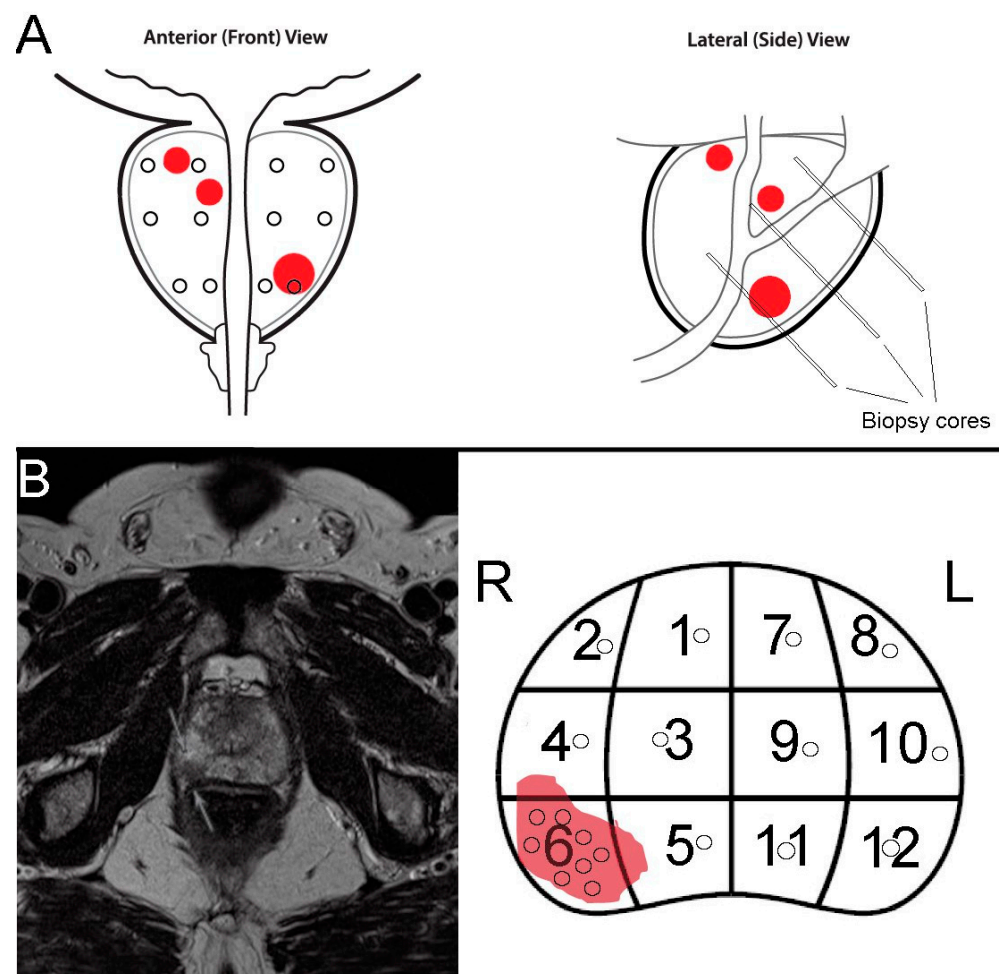 A
Anterior (Front) View
Lateral (Side) View
Biopsy cores
B
R
L
2
1
7
8
4
3
9
10
6
5
11
12